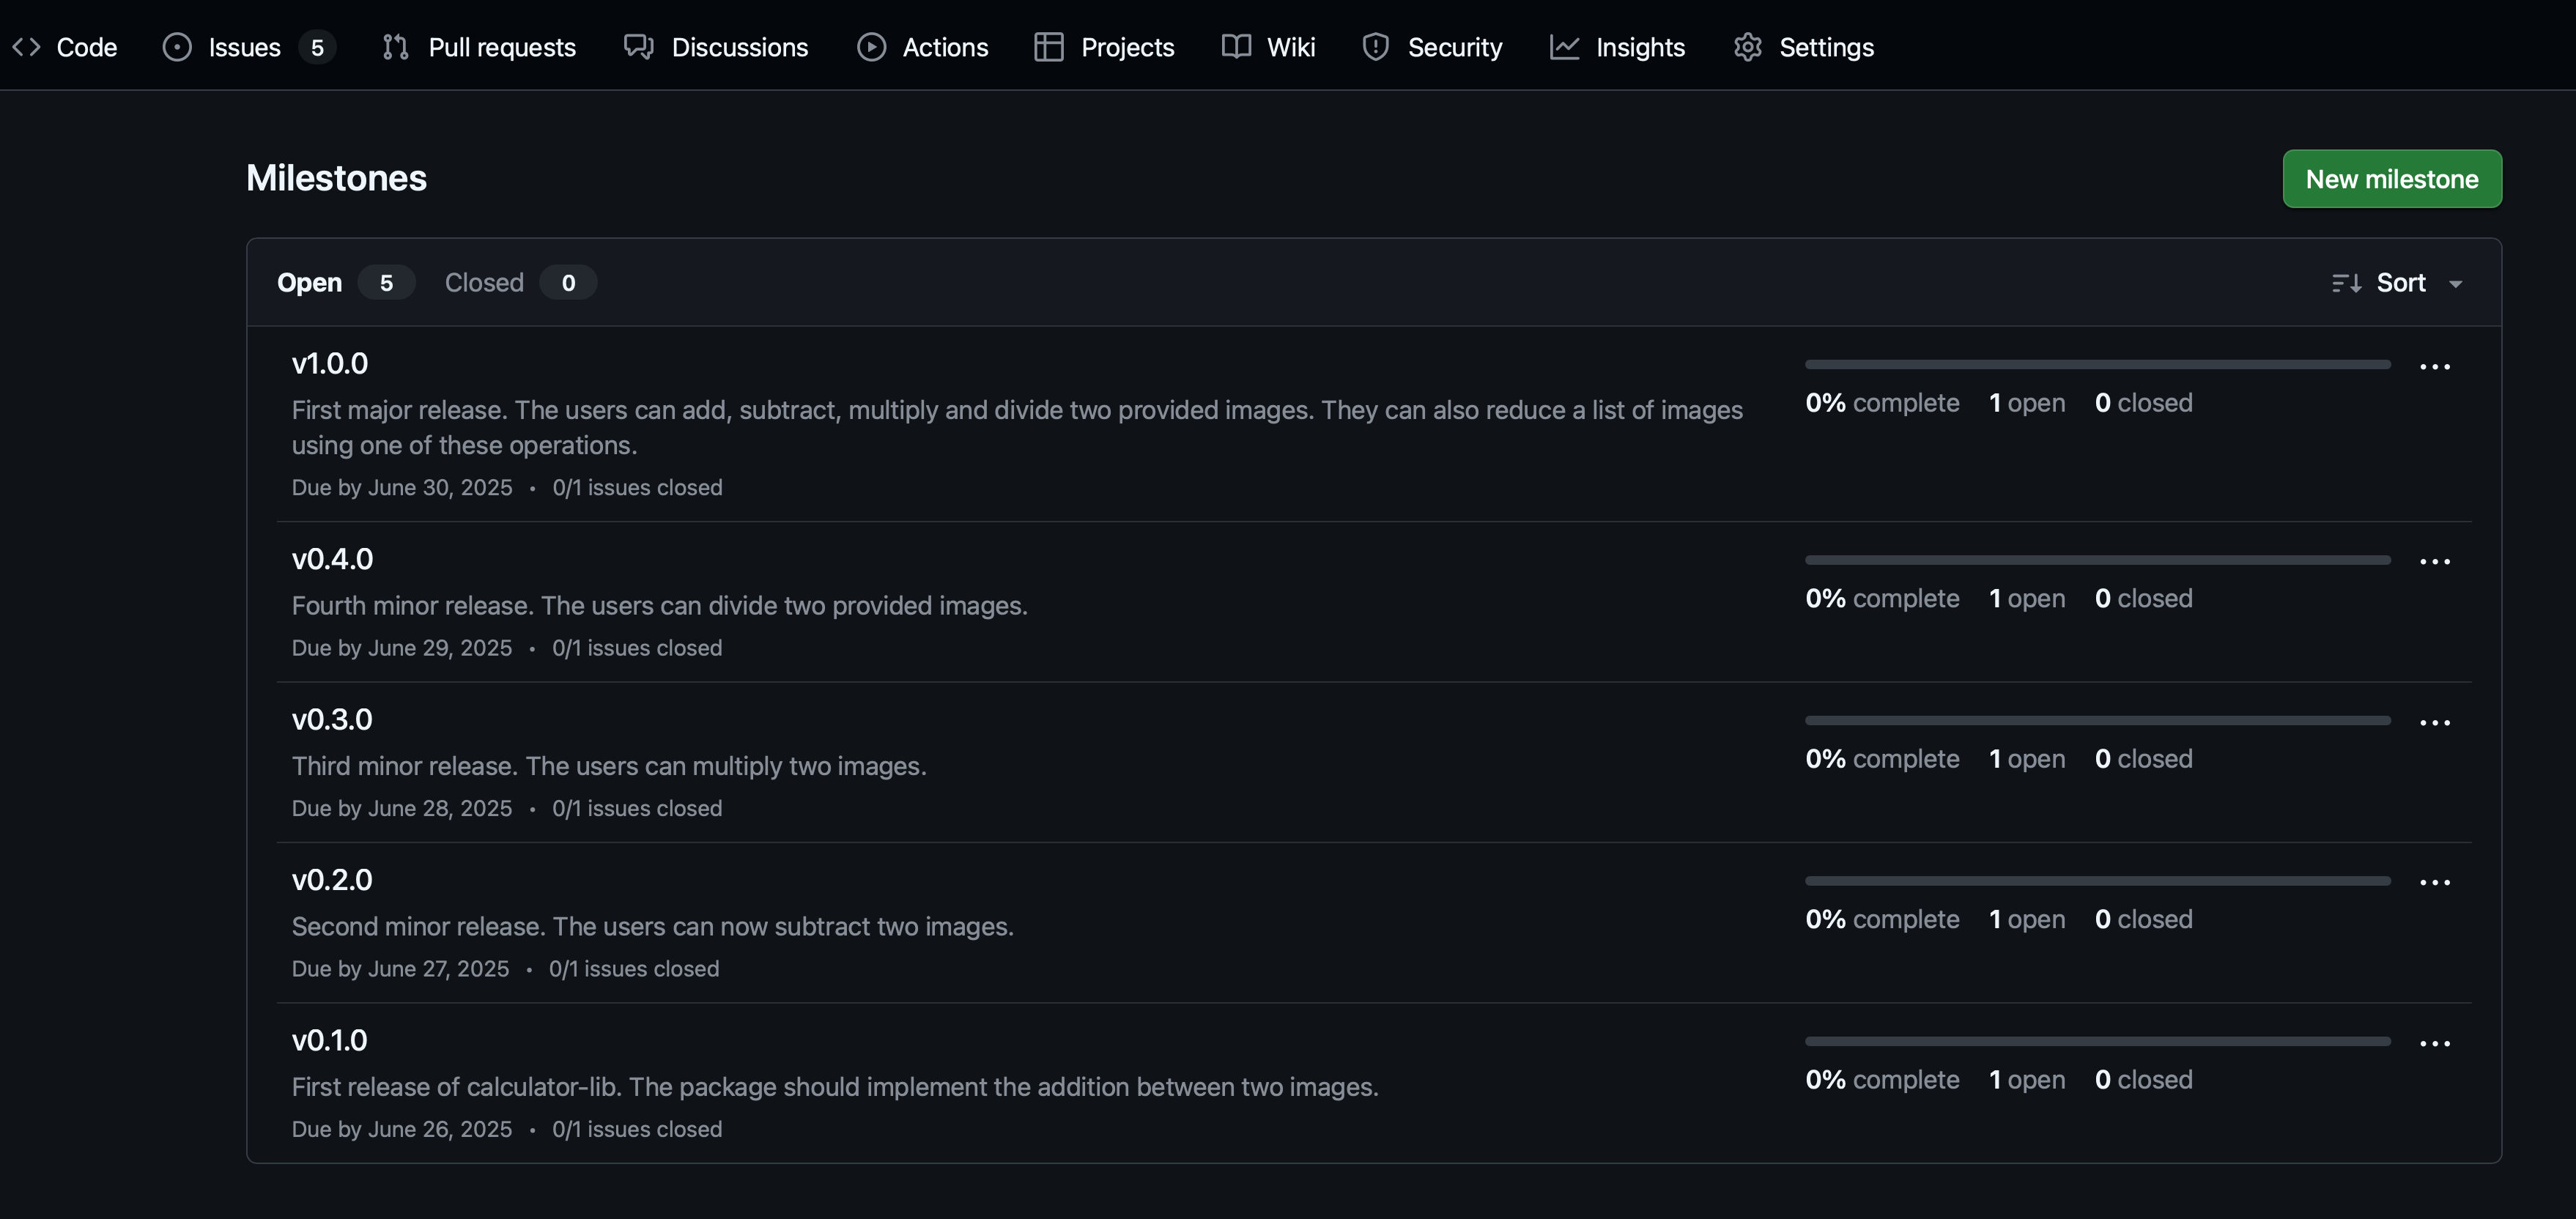 Code Issues 5 Pull requests Discussions Actions Projects Wiki Security Insights Settings
Milestones
New milestone
Open 5 Closed 0
Sort
v1.0.0
First major release. The users can add, subtract, multiply and divide two provided images. They can also reduce a list of images
using one of these operations.
Due by June 30, 2025 • 0/1 issues closed
0% complete 1 open 0 closed
v0.4.0
Fourth minor release. The users can divide two provided images.
Due by June 29, 2025 • 0/1 issues closed
0% complete 1 open 0 closed
v0.3.0
Third minor release. The users can multiply two images.
Due by June 28, 2025 • 0/1 issues closed
0% complete 1 open 0 closed
v0.2.0
Second minor release. The users can now subtract two images.
Due by June 27, 2025 • 0/1 issues closed
0% complete 1 open 0 closed
v0.1.0
First release of calculator-lib. The package should implement the addition between two images.
Due by June 26, 2025 • 0/1 issues closed
0% complete 1 open 0 closed